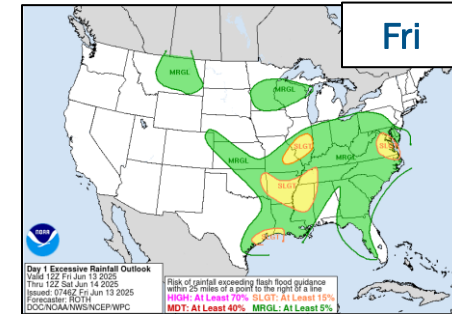 Fri
MRGL
MRGL
SLGT
SLGT
MRGL
MRGL
SLGT
SLGT
NOAA
Day 1 Excessive Rainfall Outlook
Valid 12Z Fri Jun 13 2025
Thru 12Z Sat Jun 14 2025
Issued: 0746Z Fri Jun 13 2025
Forecaster: ROTH
DOC/NOAA/NWS/NCEP/WPC
Risk of rainfall exceeding flash flood guidance
within 25 miles of a point to the right of a line
HIGH: At Least 70% SLGT: At Least 15%
MDT: At Least 40% MRGL: At Least 5%